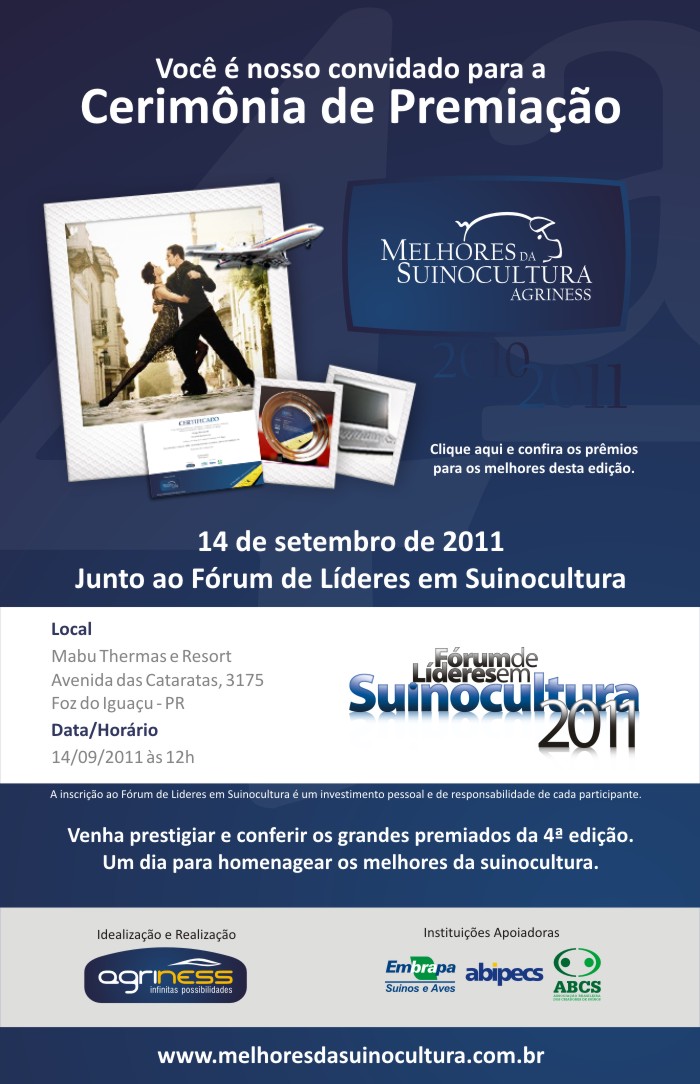 Você é nosso convidado para a
Cerimônia de Premiação
MELHORES DA
SUINOCULTURA
AGRINESS
2010
2011
CERTIFICADO
Clique aqui e confira os prêmios
para os melhores desta edição.
14 de setembro de 2011
Junto ao Fórum de Líderes em Suinocultura
Local
Mabu Thermas e Resort
Avenida das Cataratas, 3175
Foz do Iguaçu - PR
Data/Horário
14/09/2011 às 12h
Fórum de
Líderes em
Suinocultura
2011
A inscrição ao Fórum de Lideres em Suinocultura é um investimento pessoal e de responsabilidade de cada participante.
Venha prestigiar e conferir os grandes premiados da 4ª edição.
Um dia para homenagear os melhores da suinocultura.
Idealização e Realização
agriness
infinitas possibilidades
Instituições Apoiadoras
Embrapa
Suínos e Aves
abipecs
ABCS
www.melhoresdasuinocultura.com.br